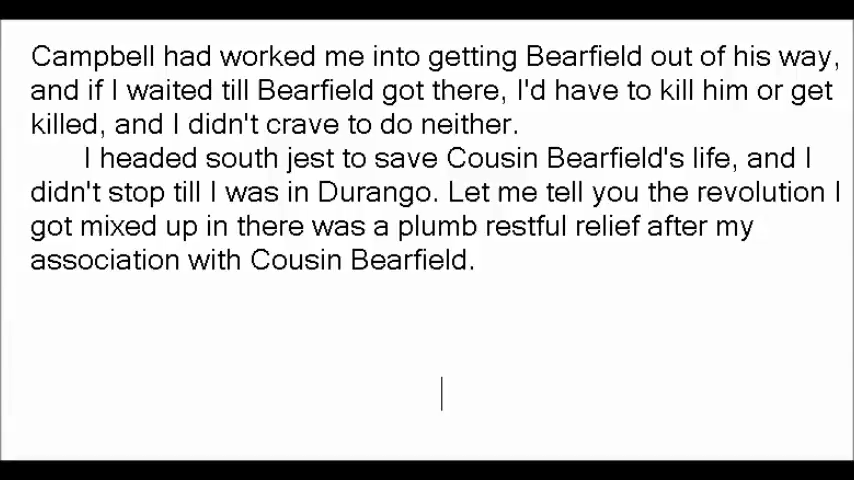 Campbell had worked me into getting Bearfield out of his way,
and if I waited till Bearfield got there, I'd have to kill him or get
killed, and I didn't crave to do neither.
I headed south jest to save Cousin Bearfield's life, and I
didn't stop till I was in Durango. Let me tell you the revolution I
got mixed up in there was a plumb restful relief after my
association with Cousin Bearfield.